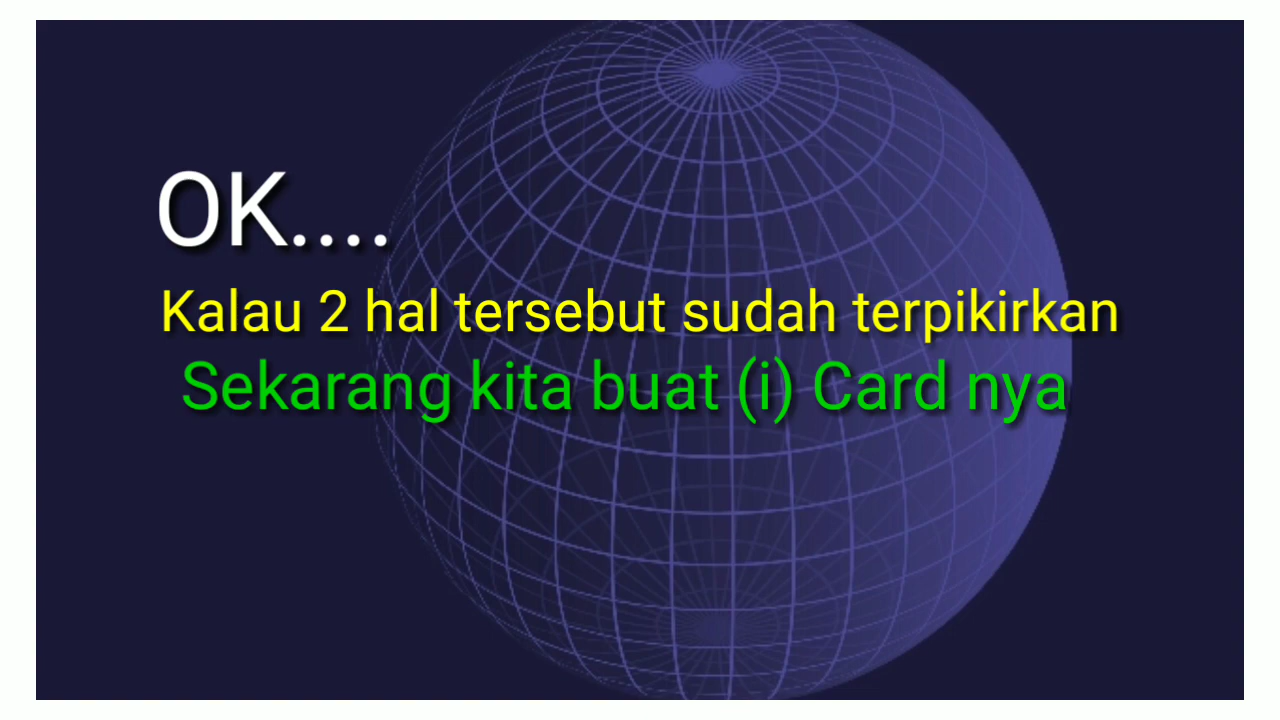 OK....
Kalau 2 hal tersebut sudah terpikirkan
Sekarang kita buat (i) Card nya